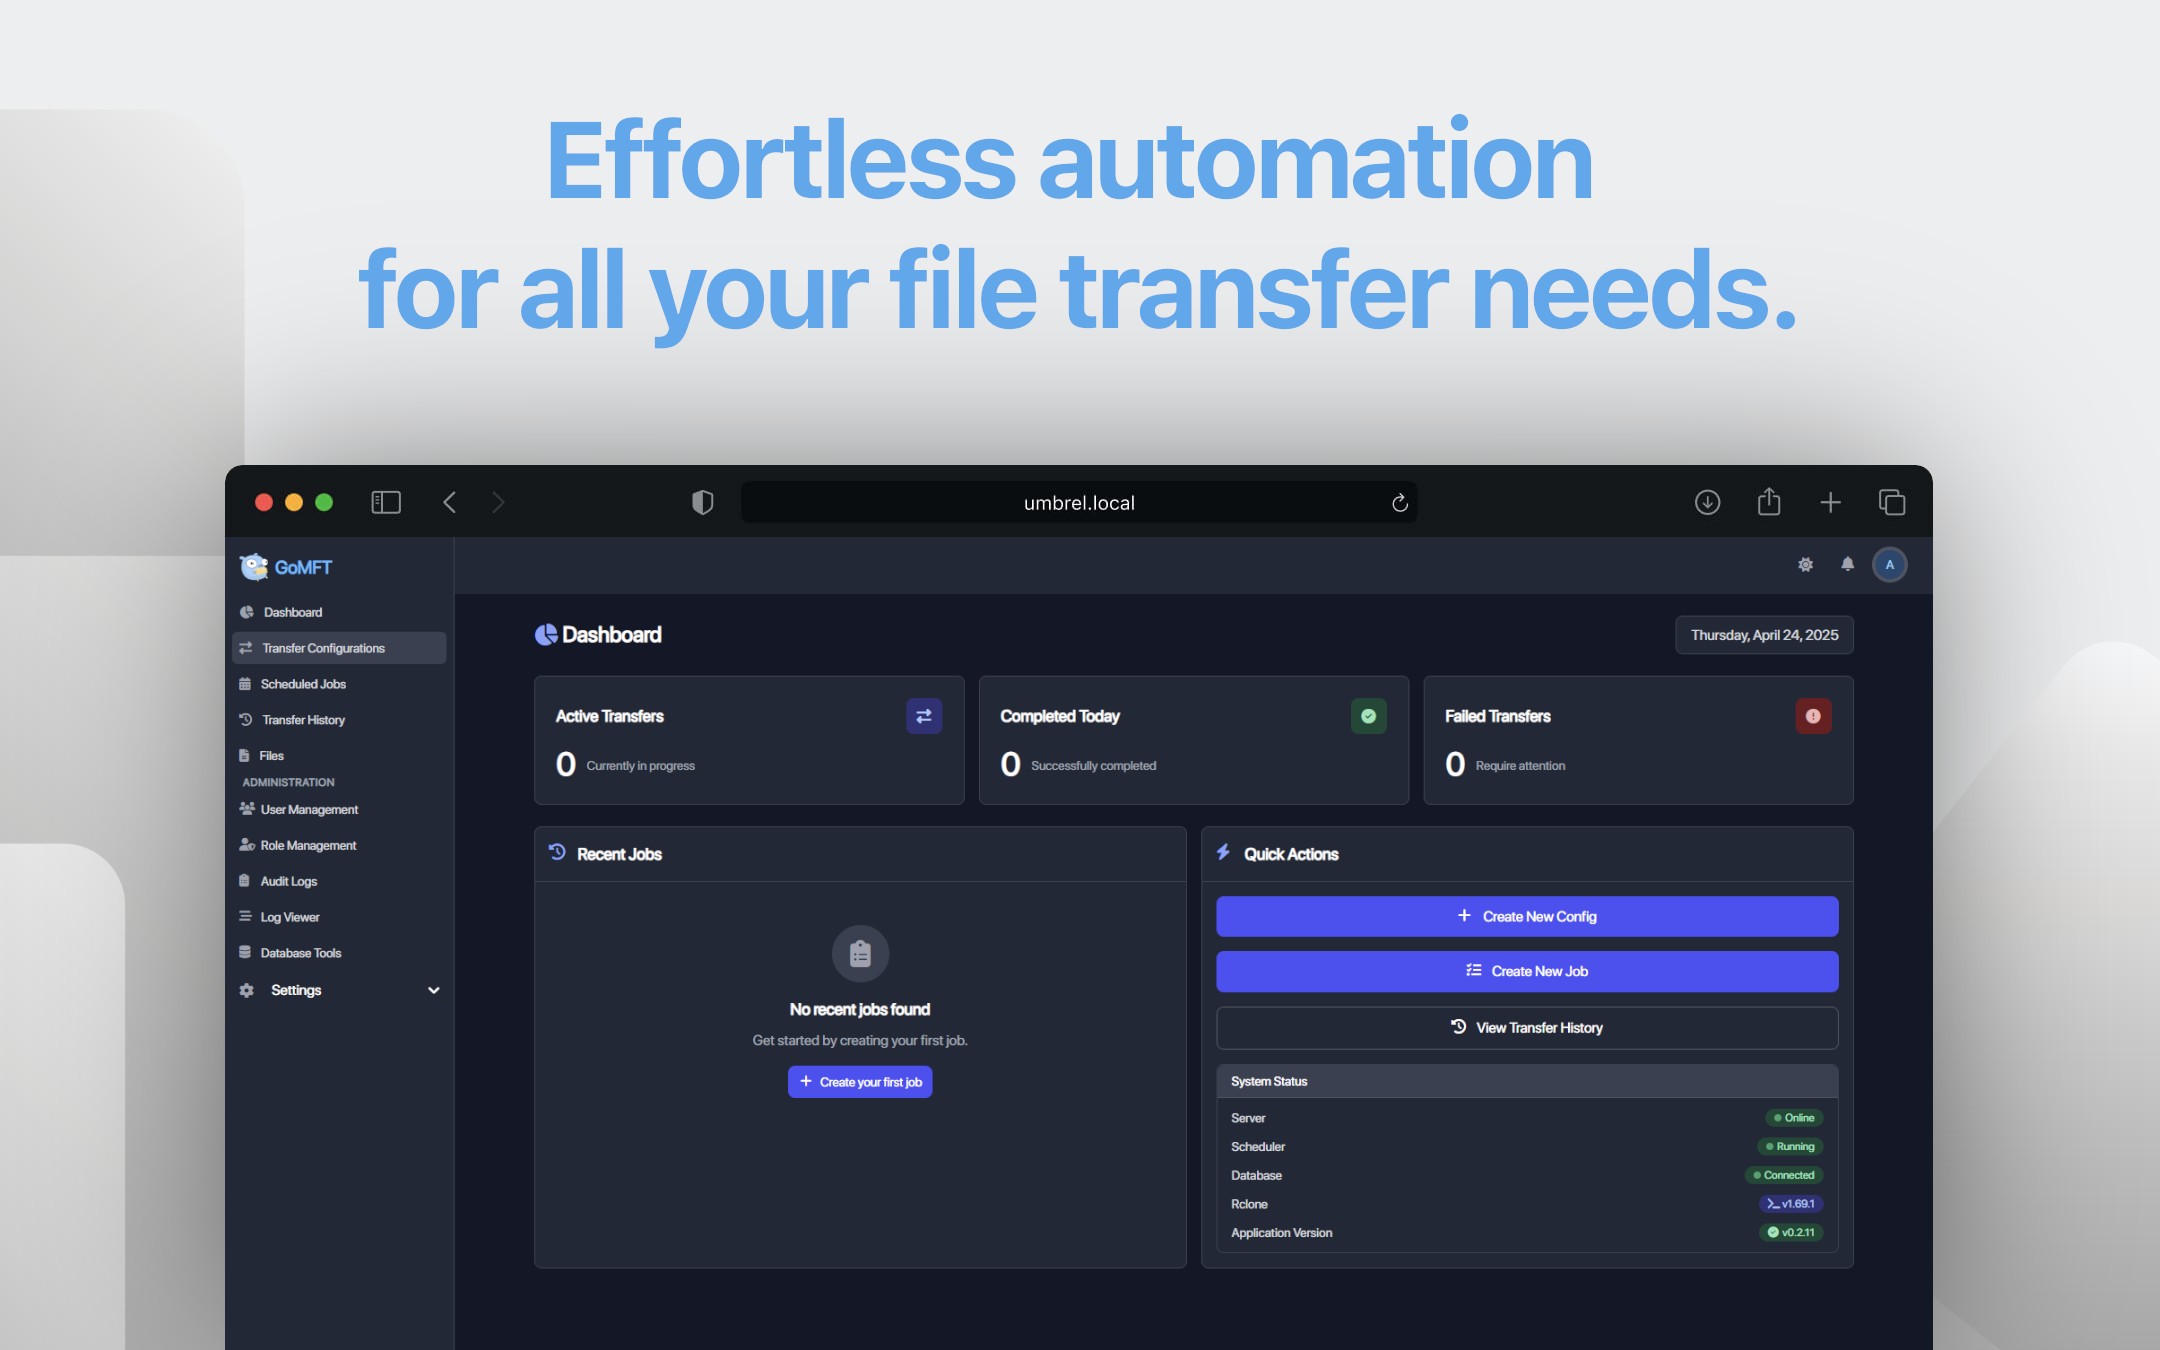 Effortless automation
for all your file transfer needs.
umbrel.local
GoMFT
A
Dashboard
Transfer Configurations
Scheduled Jobs
Transfer History
Files
ADMINISTRATION
User Management
Role Management
Audit Logs
Log Viewer
Database Tools
Settings
Dashboard
Thursday, April 24, 2025
Active Transfers
0 Currently in progress
Completed Today
0 Successfully completed
Failed Transfers
0 Require attention
Recent Jobs
No recent jobs found
Get started by creating your first job.
Create your first job
Quick Actions
Create New Config
Create New Job
View Transfer History
System Status
Server Online
Scheduler Running
Database Connected
Rclone v1.69.1
Application Version v0.2.11